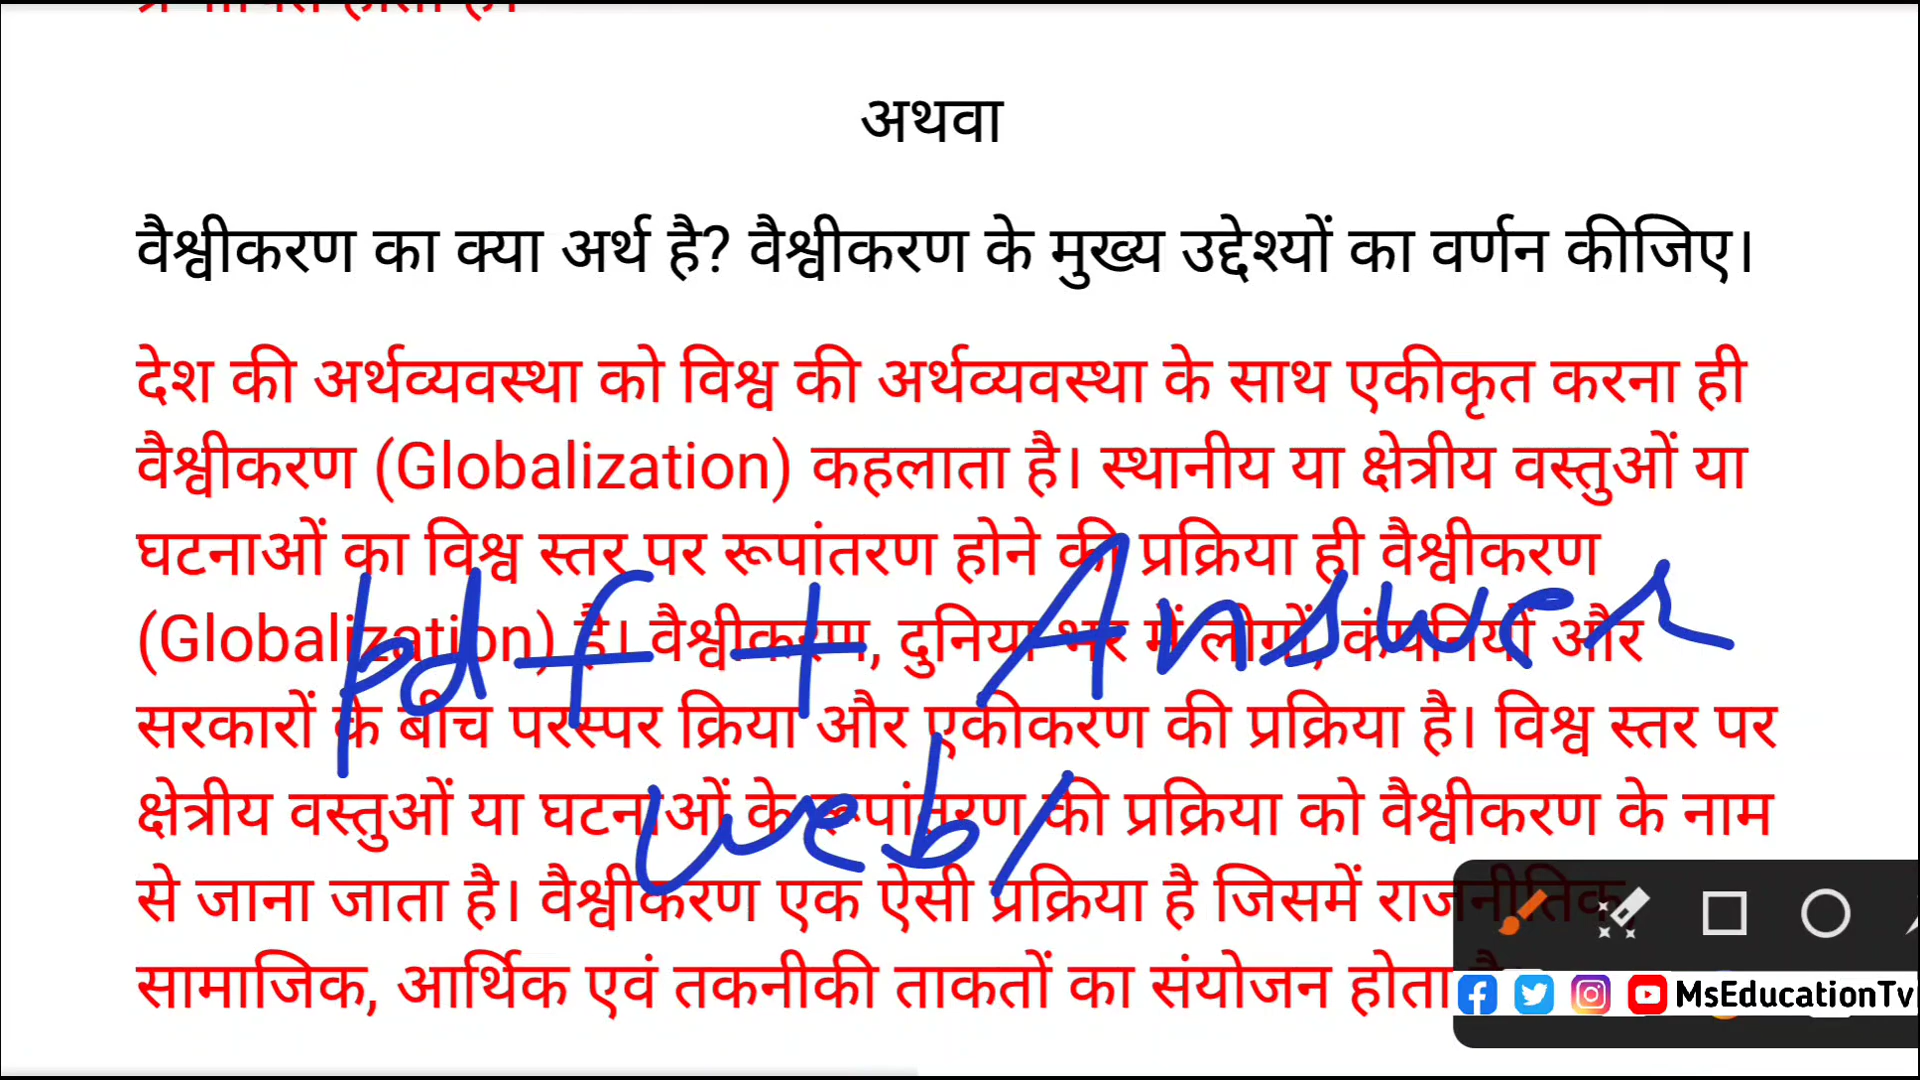 अथवा
वैश्वीकरण का क्या अर्थ है? वैश्वीकरण के मुख्य उद्देश्यों का वर्णन कीजिए।
देश की अर्थव्यवस्था को विश्व की अर्थव्यवस्था के साथ एकीकृत करना ही
वैश्वीकरण (Globalization) कहलाता है। स्थानीय या क्षेत्रीय वस्तुओं या
घटनाओं का विश्व स्तर पर रूपांतरण होने की प्रक्रिया ही वैश्वीकरण
(Globalization) है। वैश्वीकरण, दुनिया भर में लोगों, कंपनियों और
pdf + Answer
सरकारों के बीच परस्पर क्रिया और एकीकरण की प्रक्रिया है। विश्व स्तर पर
क्षेत्रीय वस्तुओं या घटनाओं के रूपांतरण की प्रक्रिया को वैश्वीकरण के नाम
web/
से जाना जाता है। वैश्वीकरण एक ऐसी प्रक्रिया है जिसमें राजनीतिक,
सामाजिक, आर्थिक एवं तकनीकी ताकतों का संयोजन होता
MsEducationTv